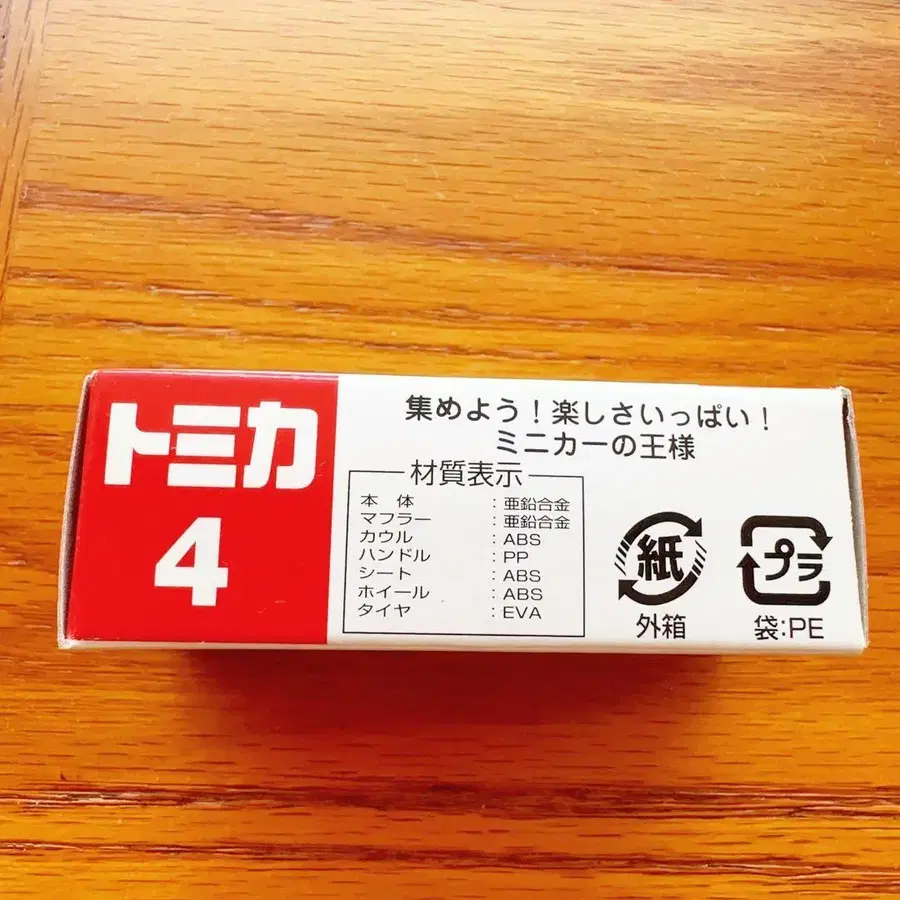 トミカ
4
集めよう！楽しさいっぱい！
ミニカーの王様
材質表示
本　体　：亜鉛合金
マフラー　：亜鉛合金
カウル　：ABS
ハンドル　：PP
シート　：ABS
ホイール　：ABS
タイヤ　：EVA
紙
外箱
プラ
袋:PE